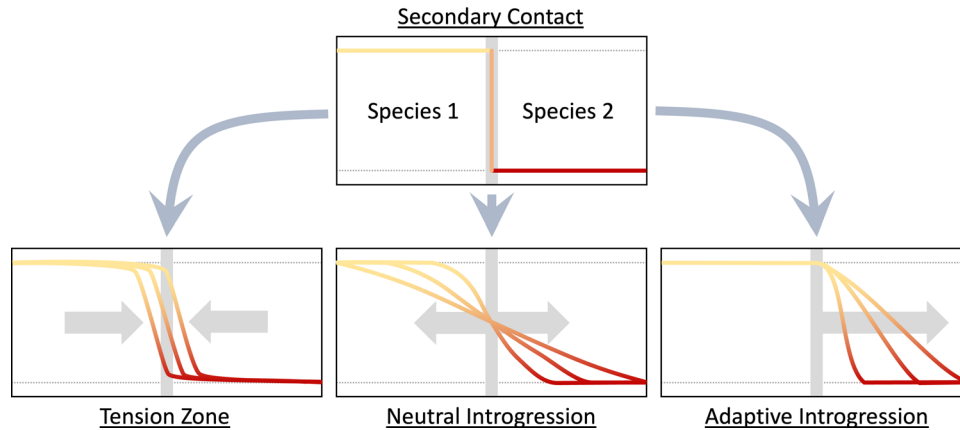 Secondary Contact
Species 1
Species 2
Tension Zone
Neutral Introgression
Adaptive Introgression